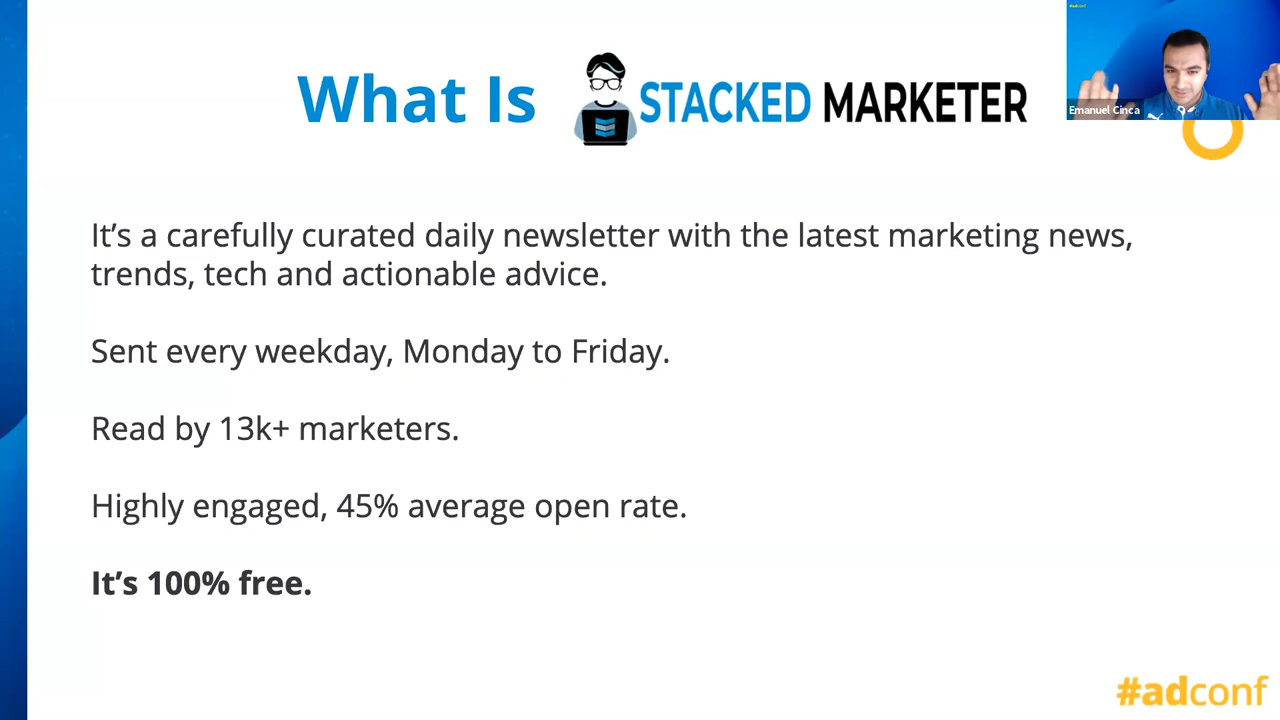 What Is STACKED MARKETER
#adconf
Emanuel Cinca
It’s a carefully curated daily newsletter with the latest marketing news,
trends, tech and actionable advice.
Sent every weekday, Monday to Friday.
Read by 13k+ marketers.
Highly engaged, 45% average open rate.
It’s 100% free.
#adconf